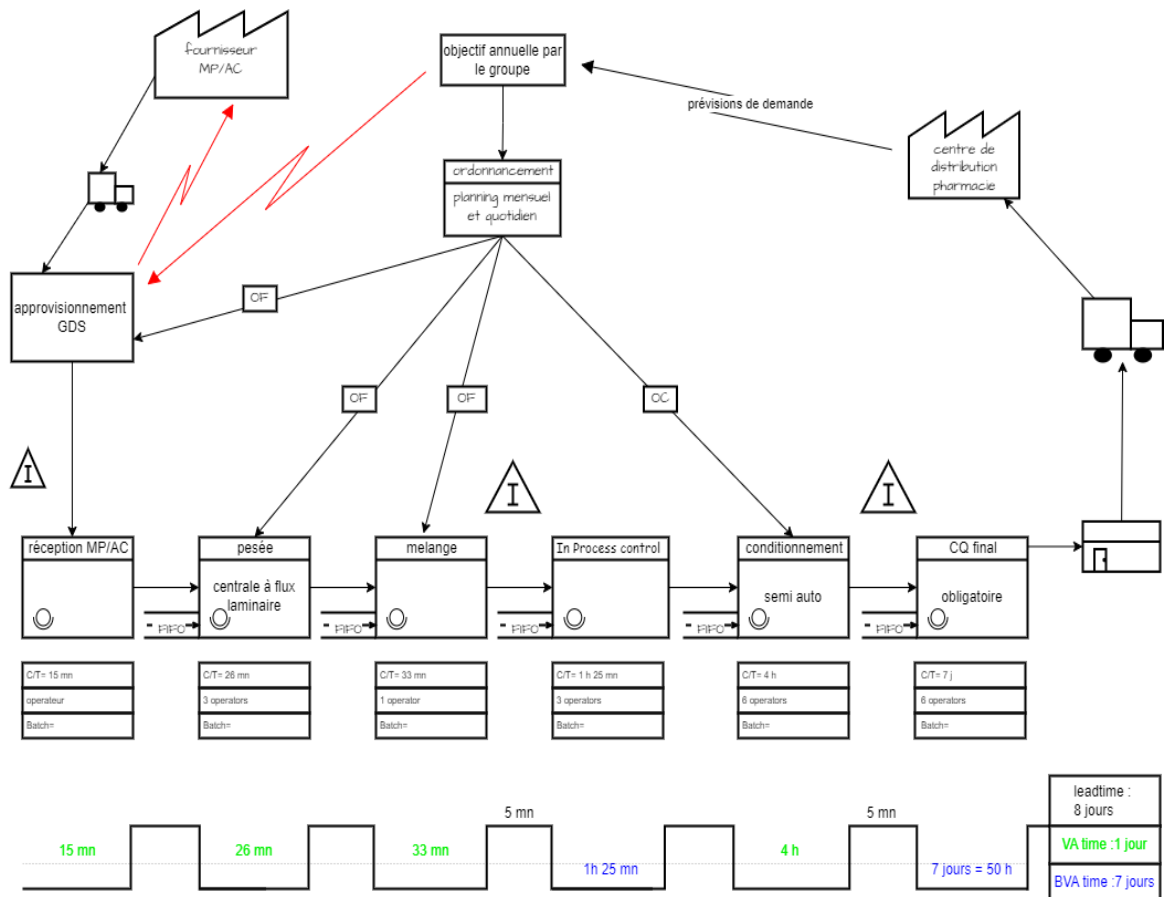 fournisseur
MP/AC
objectif annuelle par
le groupe
prévisions de demande
centre de
distribution
pharmacie
ordonnancement
planning mensuel
et quotidien
approvisionnement
GDS
OF
OF
OF
OC
I
I
I
réception MP/AC
pesée
centrale à flux
laminaire
melange
In Process control
conditionnement
semi auto
CQ final
obligatoire
FIFO
FIFO
FIFO
FIFO
FIFO
C/T= 15 mn
operateur
Batch=
C/T= 26 mn
3 operators
Batch=
C/T= 33 mn
1 operator
Batch=
C/T= 1 h 25 mn
3 operators
Batch=
C/T= 4 h
6 operators
Batch=
C/T= 7 j
6 operators
Batch=
15 mn
26 mn
33 mn
5 mn
1h 25 mn
4 h
5 mn
7 jours = 50 h
leadtime :
8 jours
VA time :1 jour
BVA time :7 jours